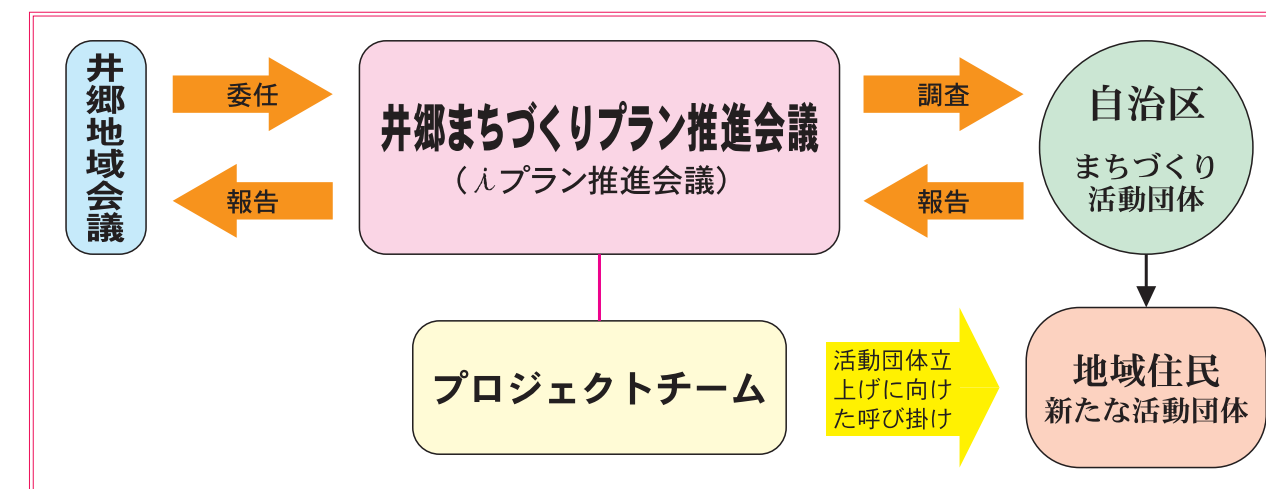 井郷地域会議
委任
報告
井郷まちづくりプラン推進会議
（iプラン推進会議）
調査
報告
自治区
まちづくり
活動団体
プロジェクトチーム
活動団体立
上げに向け
た呼び掛け
地域住民
新たな活動団体